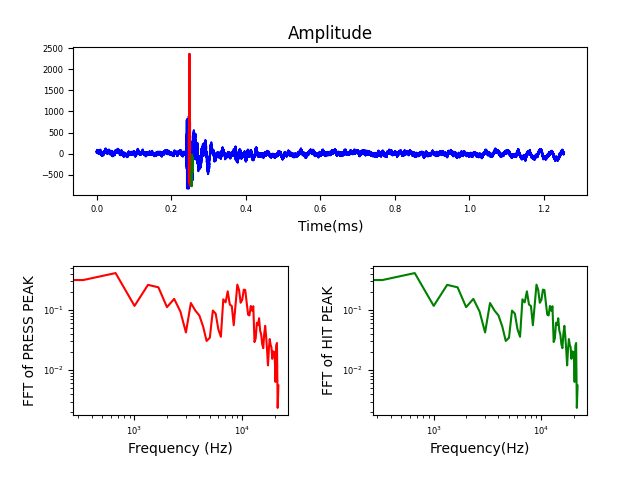 Amplitude
2500
2000
1500
1000
500
0
−500
0.0 0.2 0.4 0.6 0.8 1.0 1.2
Time(ms)
FFT of PRESS PEAK
10⁻¹
10⁻²
10³ 10⁴
Frequency (Hz)
FFT of HIT PEAK
10⁻¹
10⁻²
10³ 10⁴
Frequency(Hz)